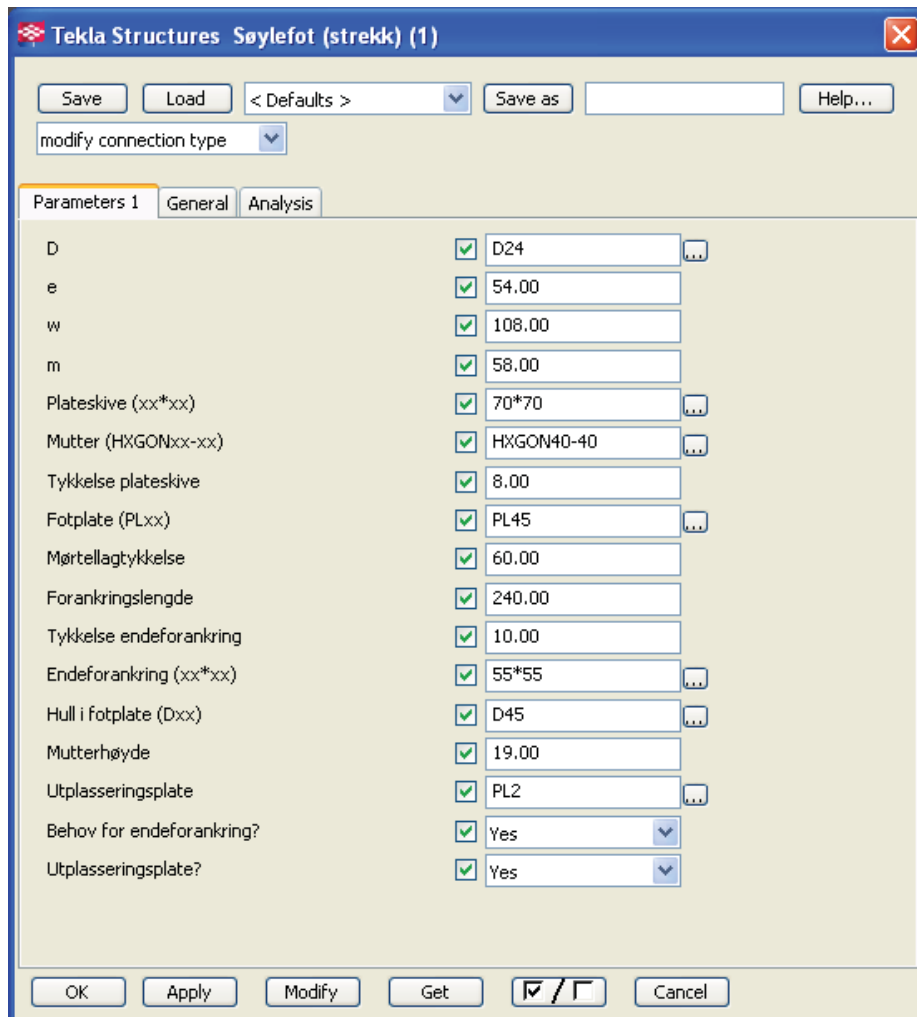 Tekla Structures Søylefot (strekk) (1)
Save Load < Defaults > Save as Help...
modify connection type
Parameters 1 General Analysis
D D24 ...
e 54.00
w 108.00
m 58.00
Plateskive (xx*xx) 70*70 ...
Mutter (HXGONxx-xx) HXGON40-40 ...
Tykkelse plateskive 8.00
Fotplate (PLxx) PL45 ...
Mørtellagtykkelse 60.00
Forankringslengde 240.00
Tykkelse endeforankring 10.00
Endeforankring (xx*xx) 55*55 ...
Hull i fotplate (Dxx) D45 ...
Mutterhøyde 19.00
Utplasseringsplate PL2 ...
Behov for endeforankring? Yes
Utplasseringsplate? Yes
OK Apply Modify Get / Cancel